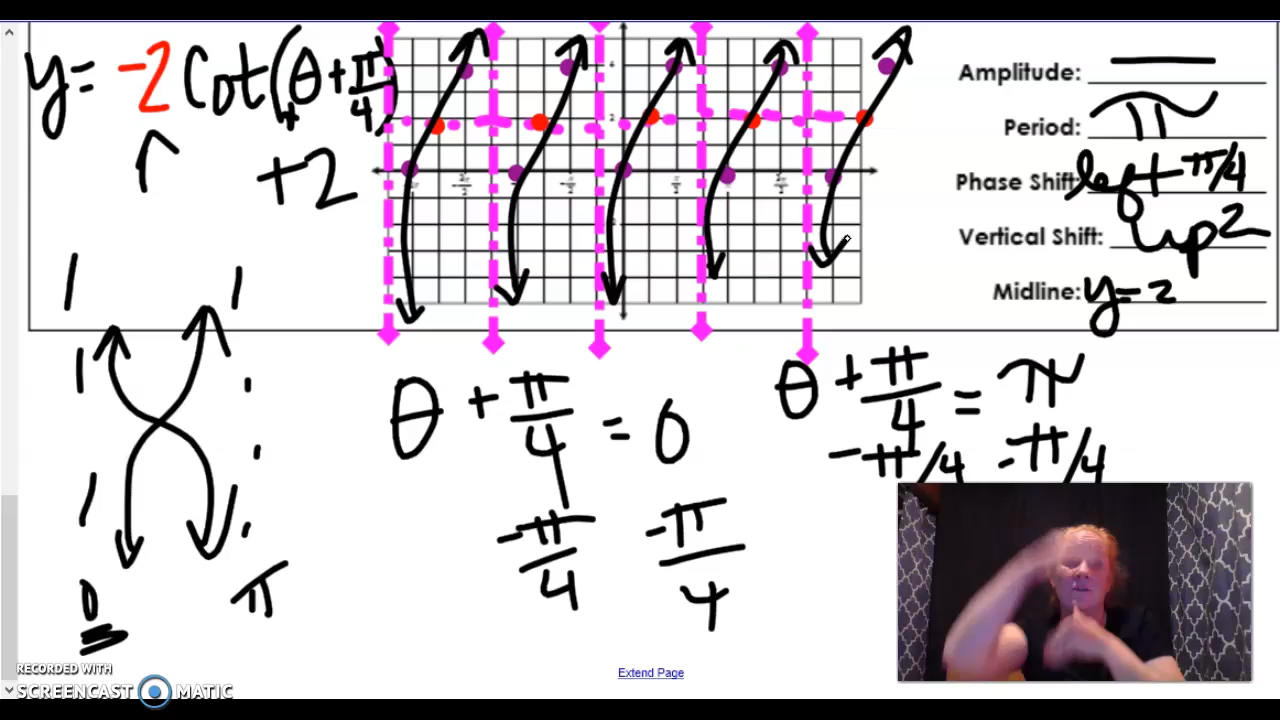 y = -2 Cot(θ + π/4)
+2
Amplitude: —
Period: π
Phase Shift: left π/4
Vertical Shift: up 2
Midline: y = 2
θ + π/4 = 0
-π/4 -π/4
θ + π/4 = π
-π/4 -π/4
0 π
Extend Page
RECORDED WITH
SCREENCAST MATIC